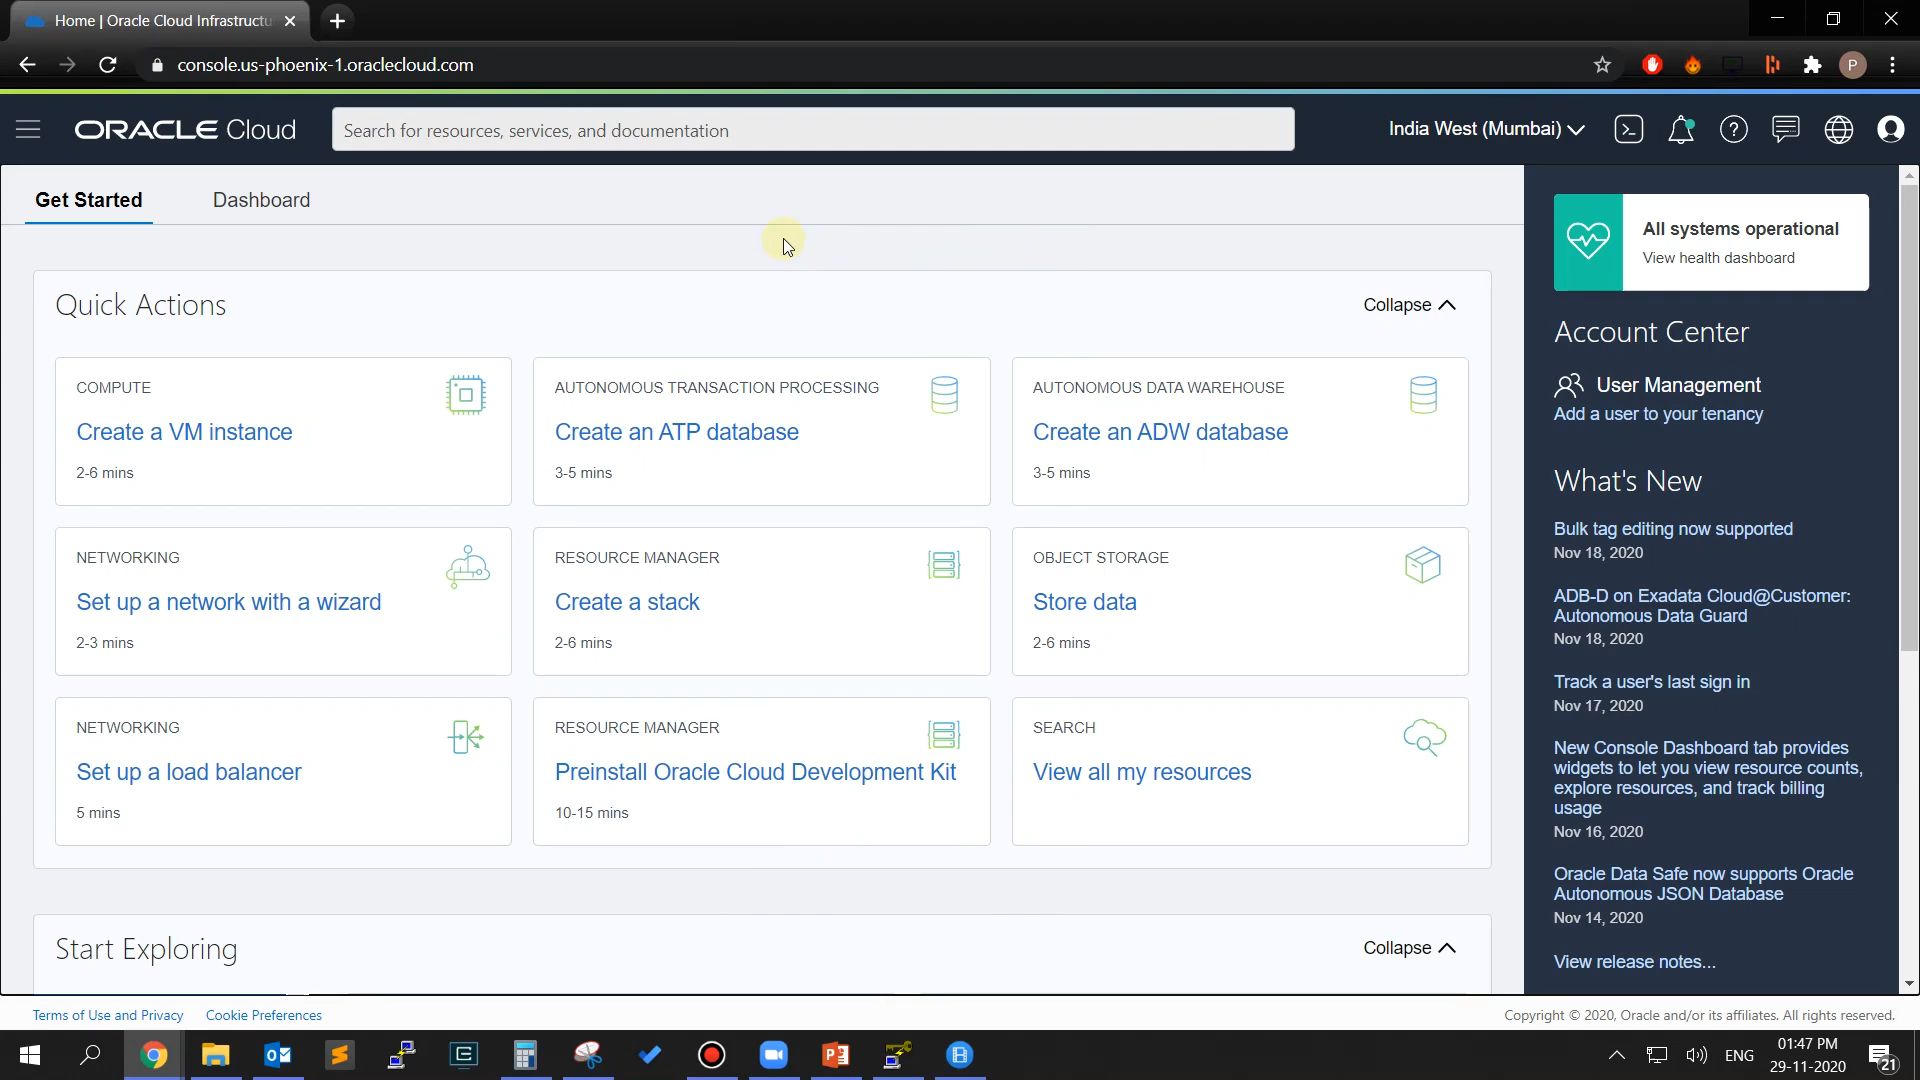 Home | Oracle Cloud Infrastructu
console.us-phoenix-1.oraclecloud.com
P
ORACLE Cloud
Search for resources, services, and documentation
India West (Mumbai)
Get Started
Dashboard
Quick Actions
Collapse
COMPUTE
Create a VM instance
2-6 mins
AUTONOMOUS TRANSACTION PROCESSING
Create an ATP database
3-5 mins
AUTONOMOUS DATA WAREHOUSE
Create an ADW database
3-5 mins
NETWORKING
Set up a network with a wizard
2-3 mins
RESOURCE MANAGER
Create a stack
2-6 mins
OBJECT STORAGE
Store data
2-6 mins
NETWORKING
Set up a load balancer
5 mins
RESOURCE MANAGER
Preinstall Oracle Cloud Development Kit
10-15 mins
SEARCH
View all my resources
Start Exploring
Collapse
All systems operational
View health dashboard
Account Center
User Management
Add a user to your tenancy
What's New
Bulk tag editing now supported
Nov 18, 2020
ADB-D on Exadata Cloud@Customer:
Autonomous Data Guard
Nov 18, 2020
Track a user's last sign in
Nov 17, 2020
New Console Dashboard tab provides
widgets to let you view resource counts,
explore resources, and track billing
usage
Nov 16, 2020
Oracle Data Safe now supports Oracle
Autonomous JSON Database
Nov 14, 2020
View release notes...
Terms of Use and Privacy
Cookie Preferences
Copyright © 2020, Oracle and/or its affiliates. All rights reserved.
ENG
01:47 PM
29-11-2020
21